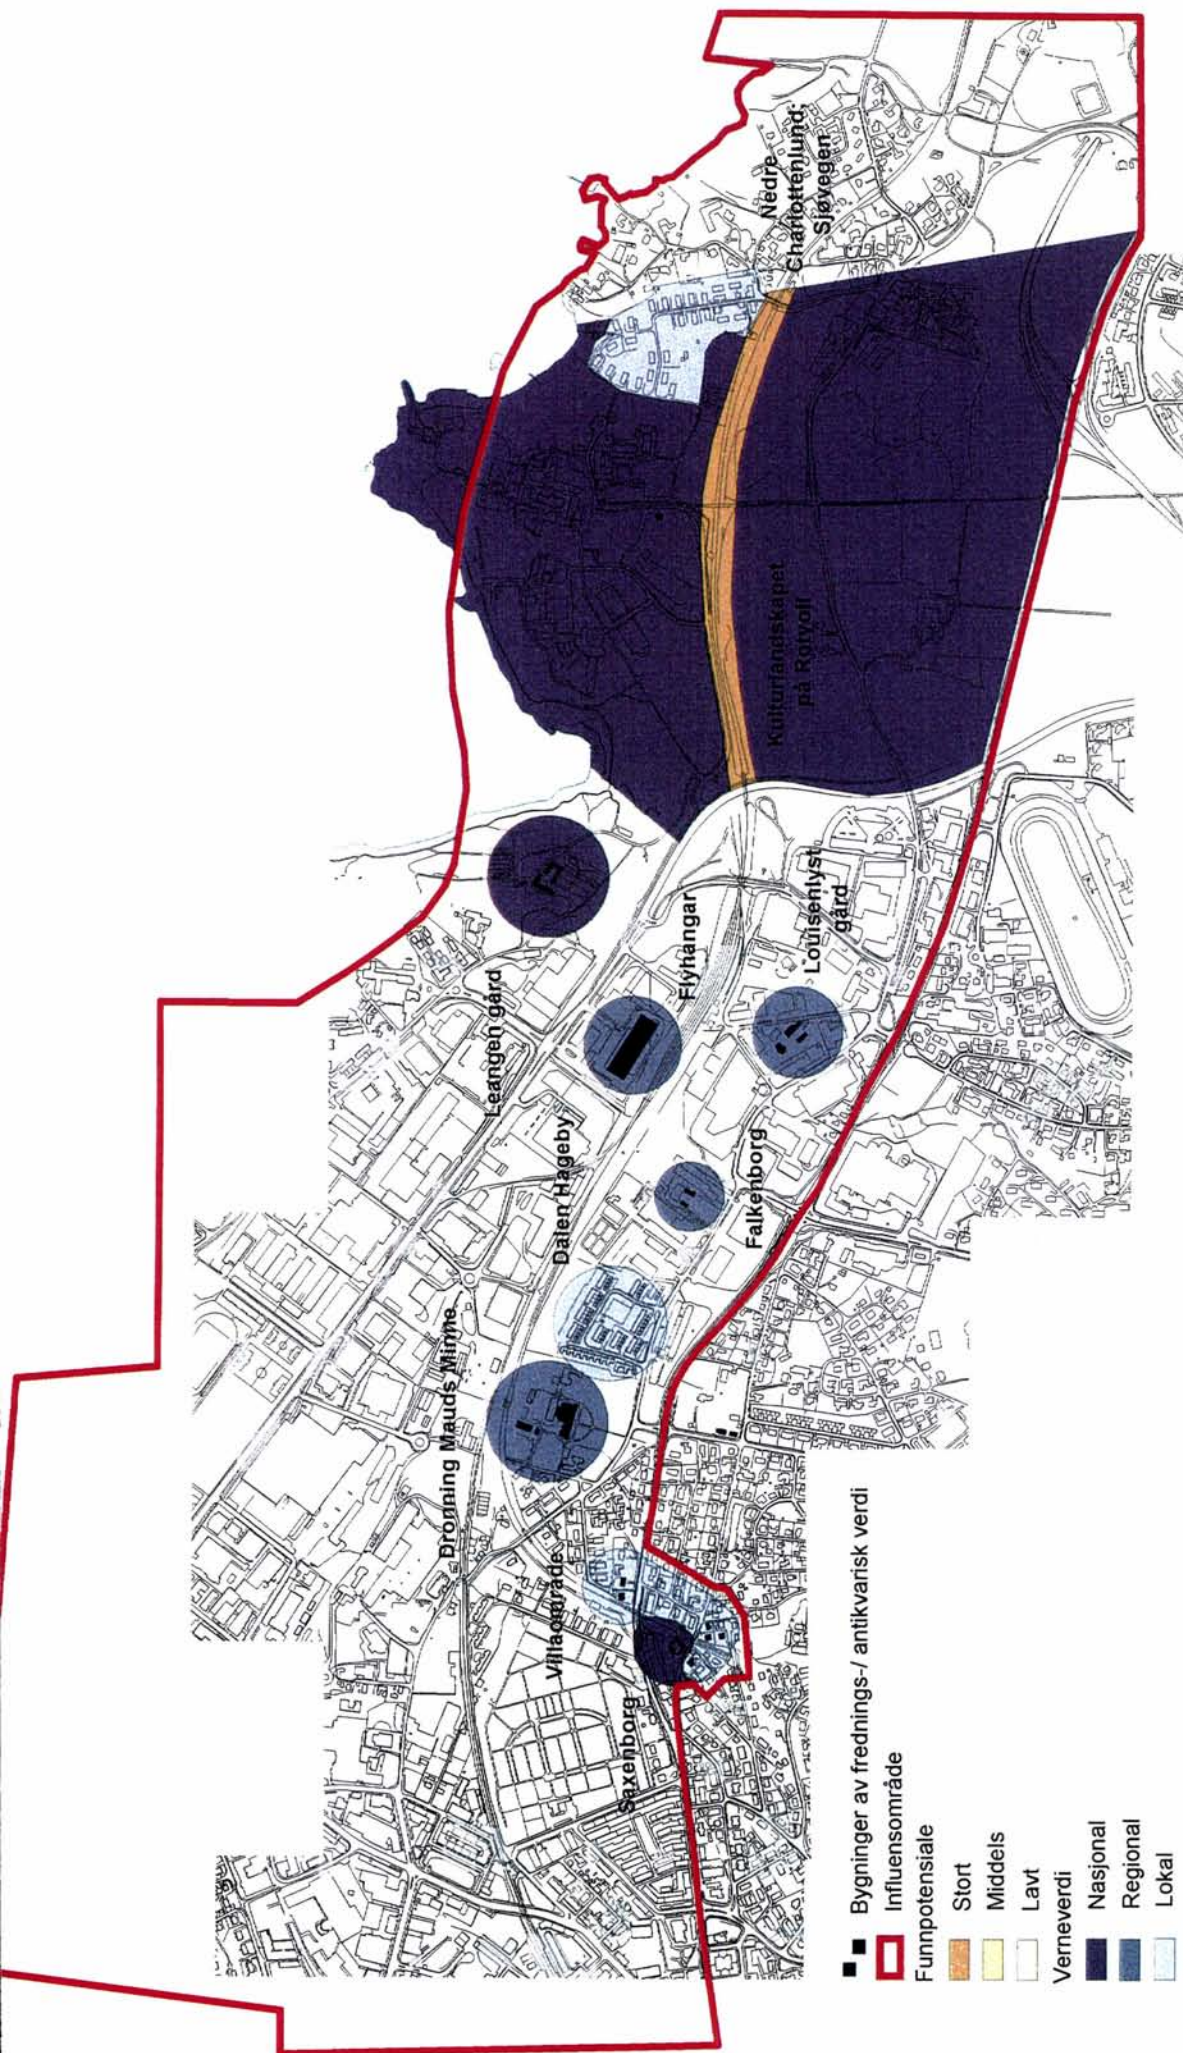 Saxenborg
Villaområde
Dronning Mauds Minne
Dalen Hageby
Leangen gård
Falkenborg
Flyhangar
Louisenlyst
gård
Kulturlandskapet
på Rotvoll
Nedre
Charlottenlund,
Sjøvegen
Bygninger av frednings-/ antikvarisk verdi
Influensområde
Funnpotensiale
Stort
Middels
Lavt
Verneverdi
Nasjonal
Regional
Lokal